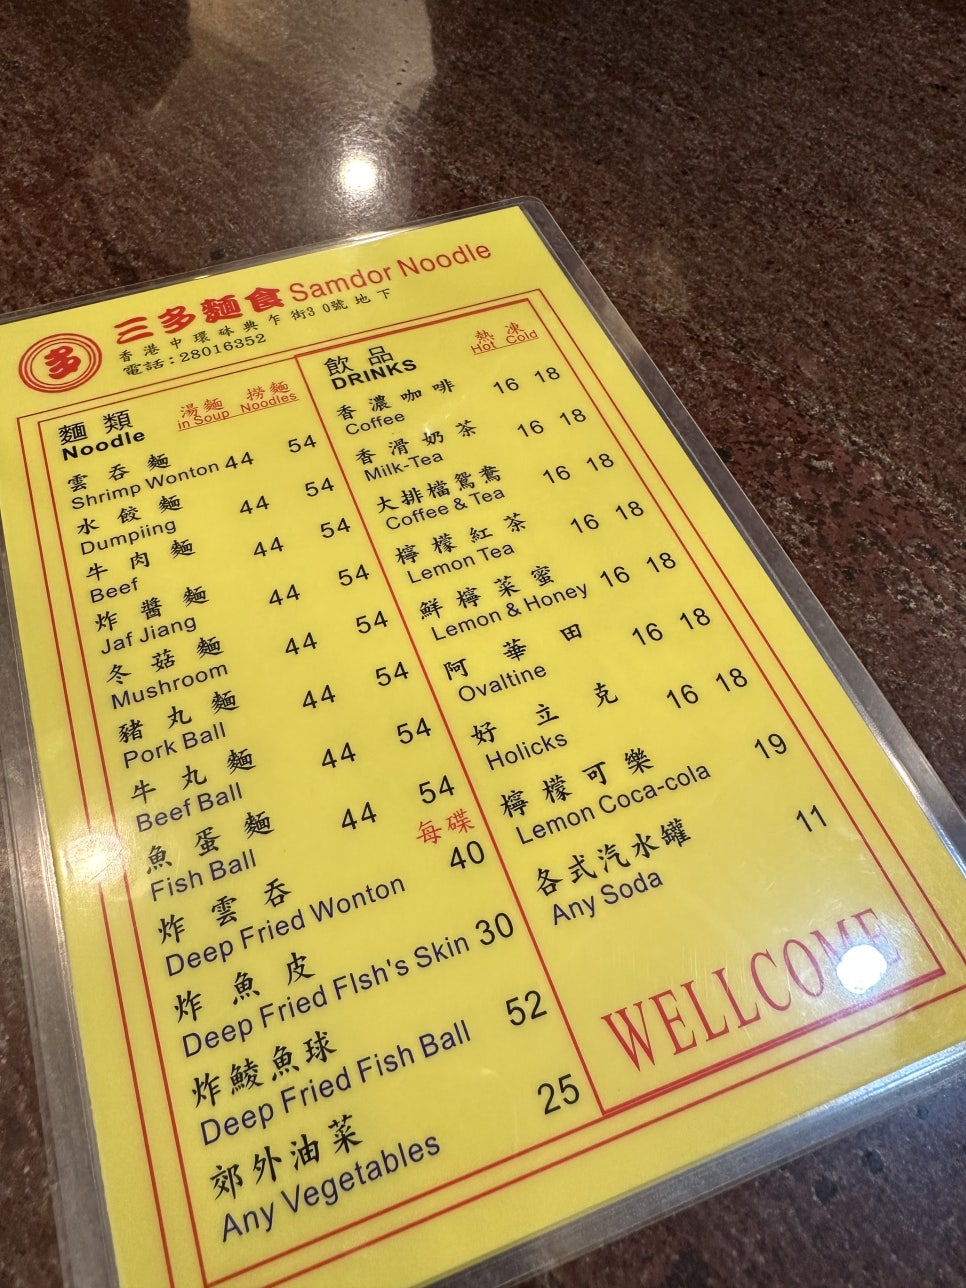 多
三多麵食 Samdor Noodle
香港中環砵典乍街30號地下
電話:28016352
麵類 湯麵 撈麵
Noodle in Soup Noodles
雲吞麵
Shrimp Wonton 44 54
水餃麵
Dumpiing 44 54
牛肉麵
Beef 44 54
炸醬麵
Jaf Jiang 44 54
冬菇麵
Mushroom 44 54
豬丸麵
Pork Ball 44 54
牛丸麵
Beef Ball 44 54
魚蛋麵
Fish Ball 44 54
每碟
炸雲吞
Deep Fried Wonton 40
炸魚皮
Deep Fried FIsh's Skin 30
炸鯪魚球
Deep Fried Fish Ball 52
郊外油菜
Any Vegetables 25
飲品 熱 凍
DRINKS Hot Cold
香濃咖啡
Coffee 16 18
香滑奶茶
Milk-Tea 16 18
大排檔鴛鴦
Coffee & Tea 16 18
檸檬紅茶
Lemon Tea 16 18
鮮檸菜蜜
Lemon & Honey 16 18
阿華田
Ovaltine 16 18
好立克
Holicks 16 18
檸檬可樂
Lemon Coca-cola 19
各式汽水罐
Any Soda 11
WELLCOME